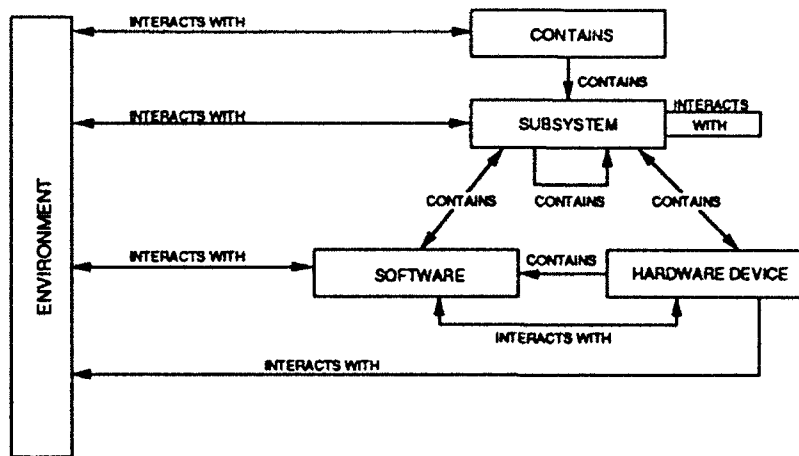 INTERACTS WITH
CONTAINS
CONTAINS
INTERACTS WITH
SUBSYSTEM
INTERACTS
WITH
CONTAINS
CONTAINS
CONTAINS
ENVIRONMENT
INTERACTS WITH
SOFTWARE
CONTAINS
HARDWARE DEVICE
INTERACTS WITH
INTERACTS WITH